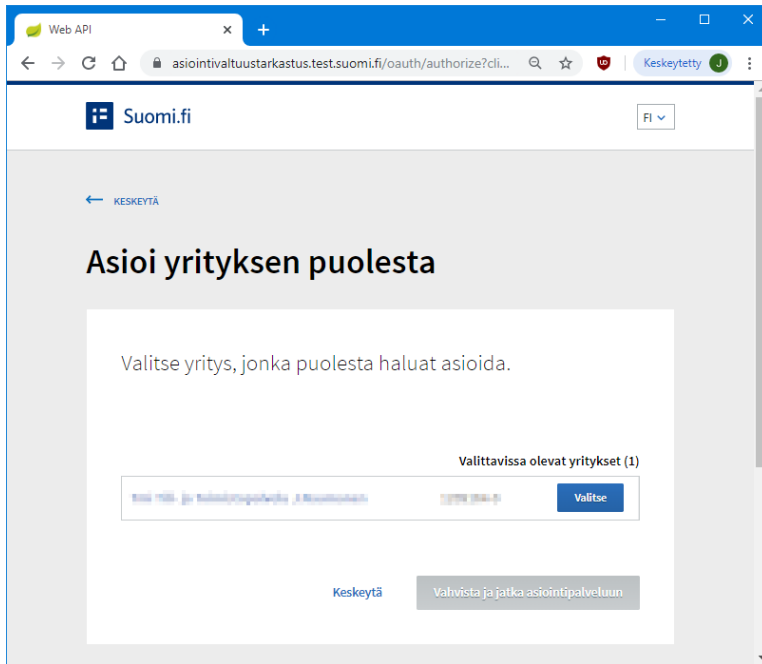 Web API
asiointivaltuustarkastus.test.suomi.fi/oauth/authorize?cli...
Keskeytetty J
Suomi.fi
FI
KESKEYTÄ
Asioi yrityksen puolesta
Valitse yritys, jonka puolesta haluat asioida.
Valittavissa olevat yritykset (1)
Valitse
Keskeytä
Vahvista ja jatka asiointipalveluun